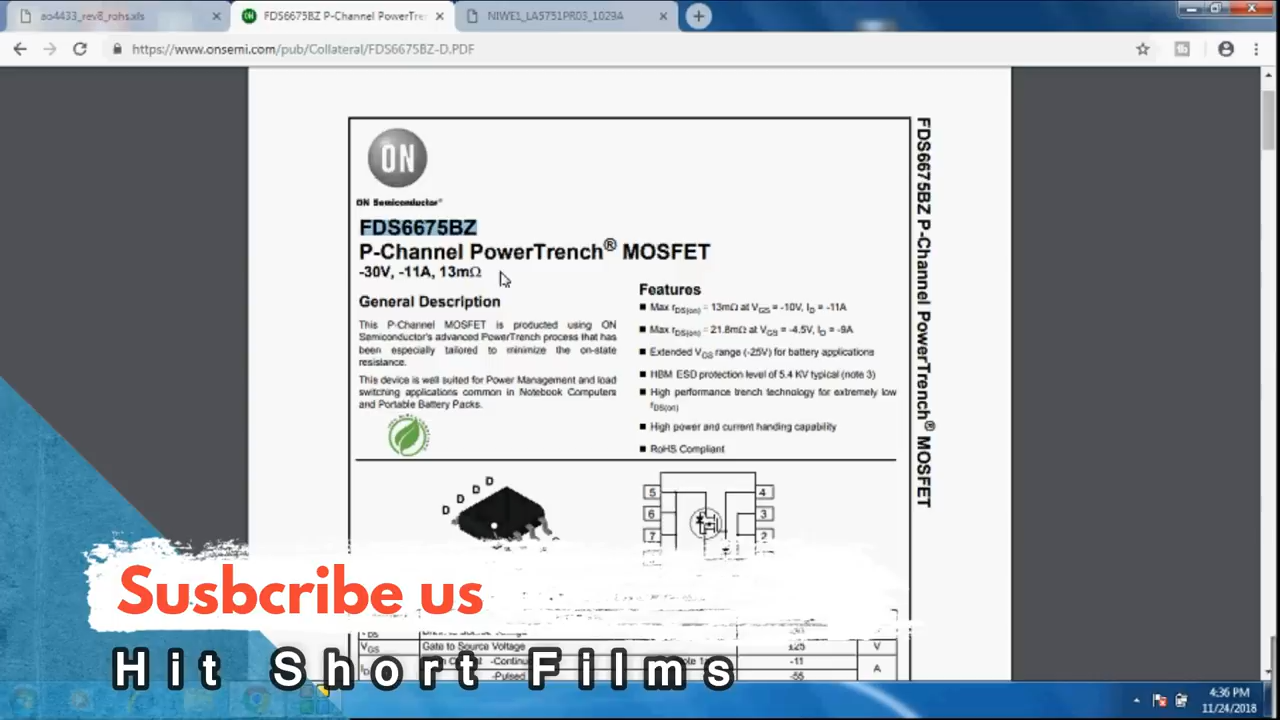 ao4433_rev8_rohs.xls
FDS6675BZ P-Channel PowerTre
NIWE1_LA5751PR03_1029A
https://www.onsemi.com/pub/Collateral/FDS6675BZ-D.PDF
ON
ON Semiconductor®
FDS6675BZ
P-Channel PowerTrench® MOSFET
-30V, -11A, 13mΩ
General Description
This P-Channel MOSFET is producted using ON
Semiconductor's advanced PowerTrench process that has
been especially tailored to minimize the on-state
resistance.
This device is well suited for Power Management and load
switching applications common in Notebook Computers
and Portable Battery Packs.
Features
■ Max rDS(on) = 13mΩ at VGS = -10V, ID = -11A
■ Max rDS(on) = 21.8mΩ at VGS = -4.5V, ID = -9A
■ Extended VGS range (-25V) for battery applications
■ HBM ESD protection level of 5.4 KV typical (note 3)
■ High performance trench technology for extremely low
rDS(on)
■ High power and current handing capability
■ RoHS Compliant
FDS6675BZ P-Channel PowerTrench® MOSFET
D
D
D
D
5
4
6
3
7
2
VGS Gate to Source Voltage ±25 V
-Continu
-11
A
-Pulsed
-55
Susbcribe us
Hit Short Films
4:36 PM
11/24/2018